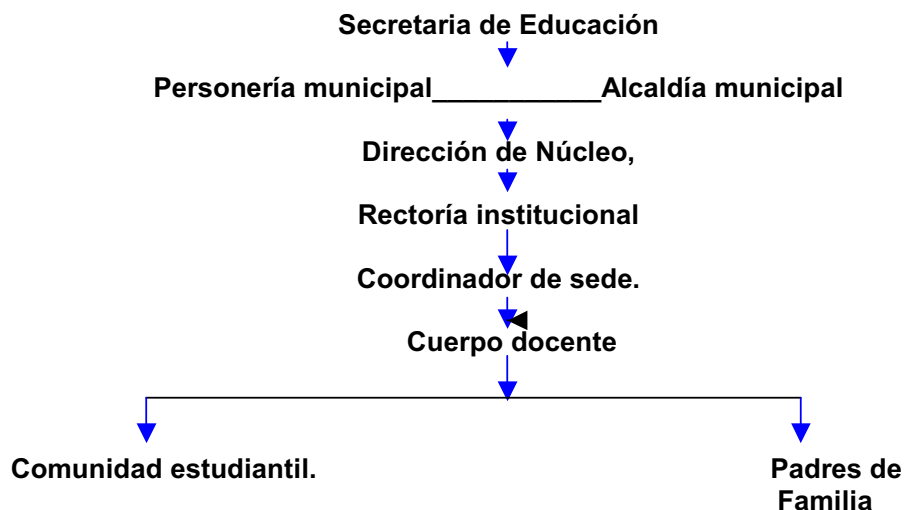 Secretaria de Educación
Personería municipal___________Alcaldía municipal
Dirección de Núcleo,
Rectoría institucional
Coordinador de sede.
Cuerpo docente
Comunidad estudiantil.
Padres de
Familia